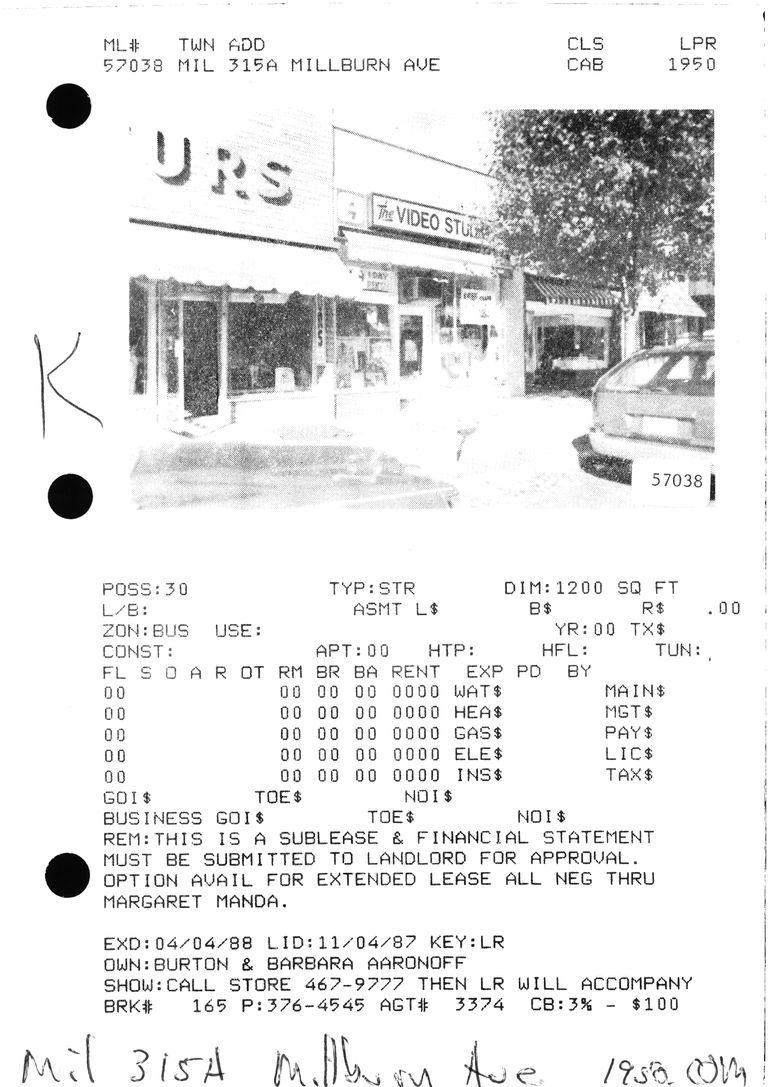 ML# TWN ADD CLS LPR
57038 MIL 315A MILLBURN AVE CAB 1950
URS
The VIDEO STU
57038
K
POSS:30 TYP:STR DIM:1200 SQ FT
L/B: ASMT L$ B$ R$ .00
ZON:BUS USE: YR:00 TX$
CONST: APT:00 HTP: HFL: TUN:
FL S O A R OT RM BR BA RENT EXP PD BY
00 00 00 00 0000 WAT$ MAIN$
00 00 00 00 0000 HEA$ MGT$
00 00 00 00 0000 GAS$ PAY$
00 00 00 00 0000 ELE$ LIC$
00 00 00 00 0000 INS$ TAX$
GOI$ TOE$ NOI$
BUSINESS GOI$ TOE$ NOI$
REM:THIS IS A SUBLEASE & FINANCIAL STATEMENT
MUST BE SUBMITTED TO LANDLORD FOR APPROVAL.
OPTION AVAIL FOR EXTENDED LEASE ALL NEG THRU
MARGARET MANDA.
EXD:04/04/88 LID:11/04/87 KEY:LR
OWN:BURTON & BARBARA AARONOFF
SHOW:CALL STORE 467-9777 THEN LR WILL ACCOMPANY
BRK# 165 P:376-4545 AGT# 3374 CB:3% - $100
Mil 315A Millburn Ave 1950.